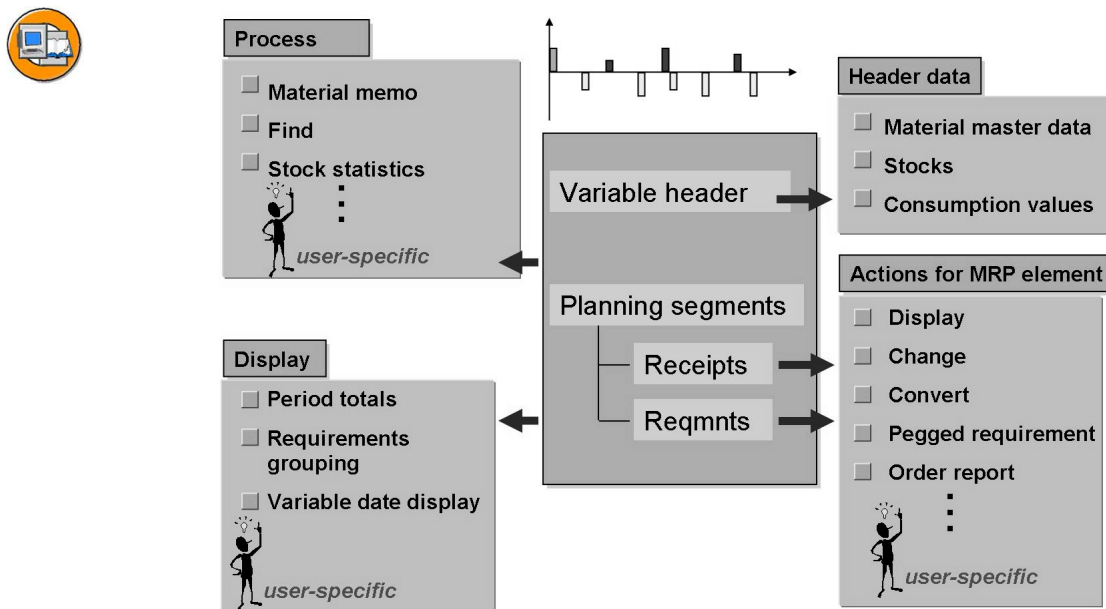 Process
Material memo
Find
Stock statistics
user-specific
Display
Period totals
Requirements
grouping
Variable date display
user-specific
Variable header
Planning segments
Receipts
Reqmnts
Header data
Material master data
Stocks
Consumption values
Actions for MRP element
Display
Change
Convert
Pegged requirement
Order report
user-specific